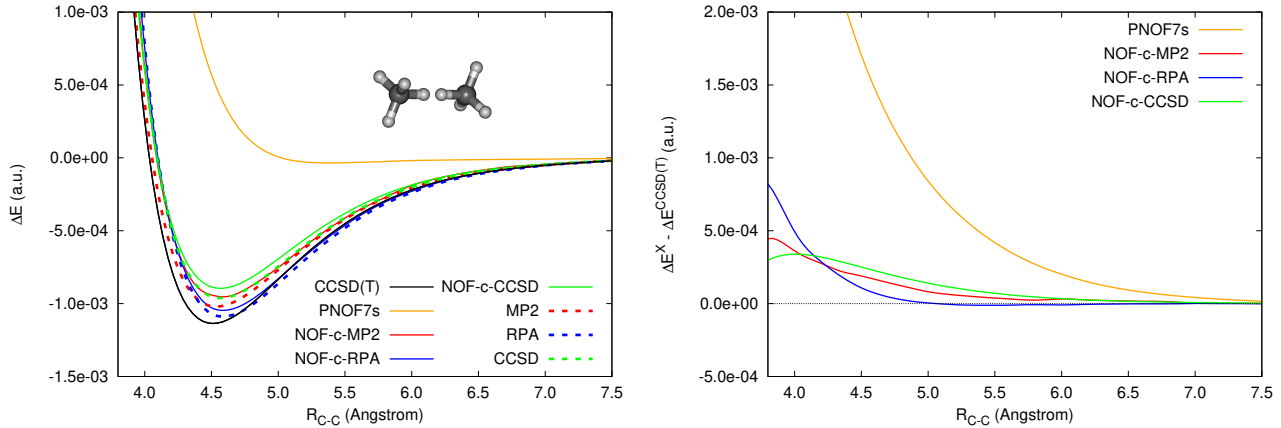 1.0e-03
5.0e-04
0.0e+00
-5.0e-04
-1.0e-03
-1.5e-03
ΔE (a.u.)
CCSD(T)
PNOF7s
NOF-c-MP2
NOF-c-RPA
NOF-c-CCSD
MP2
RPA
CCSD
4.0 4.5 5.0 5.5 6.0 6.5 7.0 7.5
R_C-C (Angstrom)
2.0e-03
1.5e-03
1.0e-03
5.0e-04
0.0e+00
-5.0e-04
ΔE^X - ΔE^CCSD(T) (a.u.)
PNOF7s
NOF-c-MP2
NOF-c-RPA
NOF-c-CCSD
4.0 4.5 5.0 5.5 6.0 6.5 7.0 7.5
R_C-C (Angstrom)